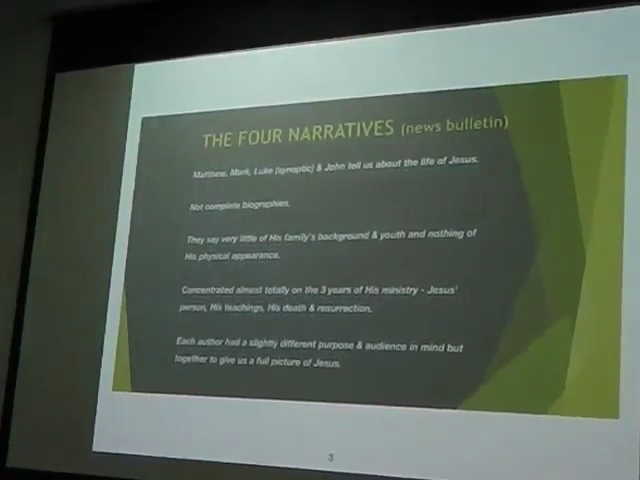 THE FOUR NARRATIVES (news bulletin)
Matthew, Mark, Luke (synoptic) & John tell us about the life of Jesus.
Not complete biographies.
They say very little of His family's background & youth and nothing of
His physical appearance.
Concentrated almost totally on the 3 years of His ministry - Jesus'
person, His teachings, His death & resurrection.
Each author had a slightly different purpose & audience in mind but
together to give us a full picture of Jesus.
3